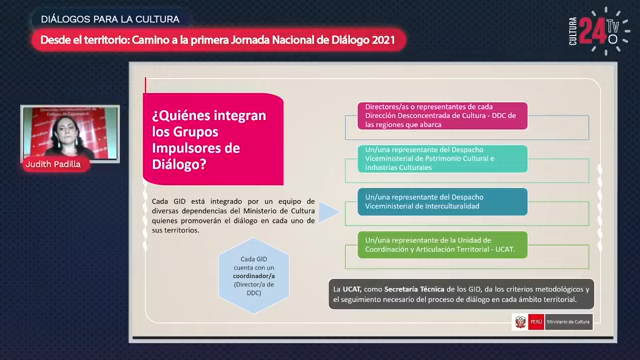 DIÁLOGOS PARA LA CULTURA
Desde el territorio: Camino a la primera Jornada Nacional de Diálogo 2021
CULTURA
24
Tv
¿Quiénes integran
los Grupos
Impulsores de
Diálogo?
Cada GID está integrado por un equipo de
diversas dependencias del Ministerio de Cultura
quienes promoverán el diálogo en cada uno de
sus territorios.
Cada GID
cuenta con un
coordinador/a
(Director/a de
DDC)
Directores/as o representantes de cada
Dirección Desconcentrada de Cultura - DDC de
las regiones que abarca
Un/una representante del Despacho
Viceministerial de Patrimonio Cultural e
Industrias Culturales
Un/una representante del Despacho
Viceministerial de Interculturalidad
Un/una representante de la Unidad de
Coordinación y Articulación Territorial - UCAT.
La UCAT, como Secretaría Técnica de los GID, da los criterios metodológicos y
el seguimiento necesario del proceso de diálogo en cada ámbito territorial.
PERÚ
Ministerio de Cultura
Judith Padilla